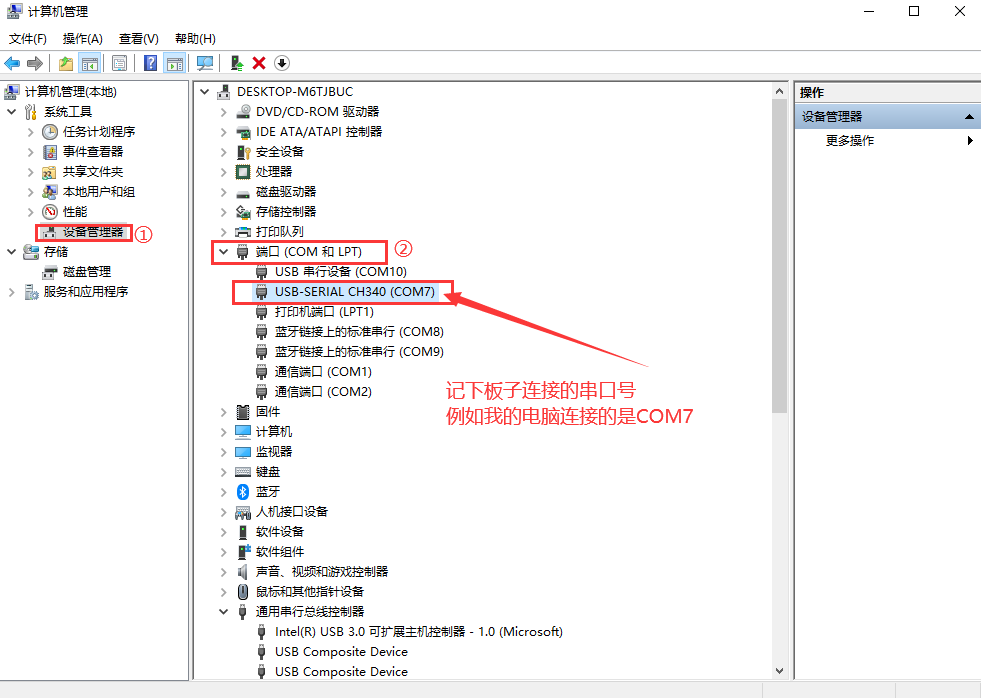 计算机管理
文件(F) 操作(A) 查看(V) 帮助(H)
计算机管理(本地)
系统工具
任务计划程序
事件查看器
共享文件夹
本地用户和组
性能
设备管理器 ①
存储
磁盘管理
服务和应用程序
DESKTOP-M6TJBUC
DVD/CD-ROM 驱动器
IDE ATA/ATAPI 控制器
安全设备
处理器
磁盘驱动器
存储控制器
打印队列
端口 (COM 和 LPT) ②
USB 串行设备 (COM10)
USB-SERIAL CH340 (COM7)
打印机端口 (LPT1)
蓝牙链接上的标准串行 (COM8)
蓝牙链接上的标准串行 (COM9)
通信端口 (COM1)
通信端口 (COM2)
记下板子连接的串口号
例如我的电脑连接的是COM7
固件
计算机
监视器
键盘
蓝牙
人机接口设备
软件设备
软件组件
声音、视频和游戏控制器
鼠标和其他指针设备
通用串行总线控制器
Intel(R) USB 3.0 可扩展主机控制器 - 1.0 (Microsoft)
USB Composite Device
USB Composite Device
操作
设备管理器
更多操作